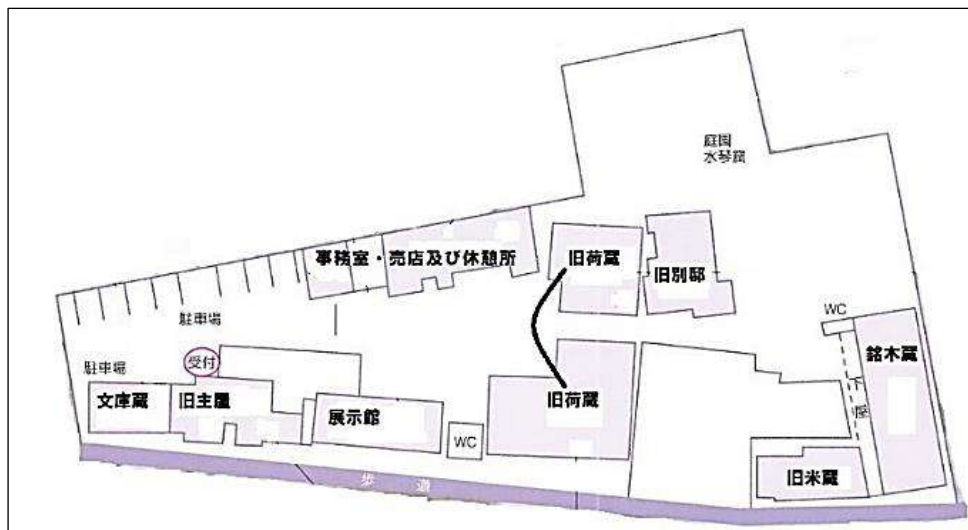 庭園
水琴窟
事務室・売店及び休憩所
旧荷蔵
旧別邸
駐車場
WC
銘木蔵
下屋
駐車場
受付
文庫蔵
旧主屋
展示館
旧荷蔵
WC
旧米蔵
歩道